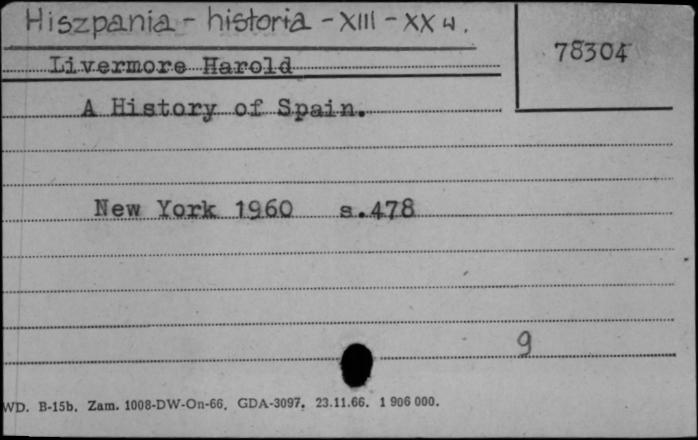 Hiszpania - historia - XIII - XX w.
78304
Livermore Harold
A History of Spain.
New York 1960 s.478
9
WD. B-15b. Zam. 1008-DW-On-66. GDA-3097. 23.11.66. 1 906 000.